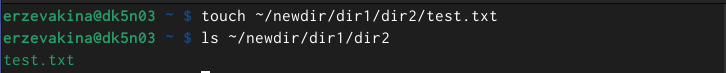 erzevakina@dk5n03 ~ $ touch ~/newdir/dir1/dir2/test.txt
erzevakina@dk5n03 ~ $ ls ~/newdir/dir1/dir2
test.txt